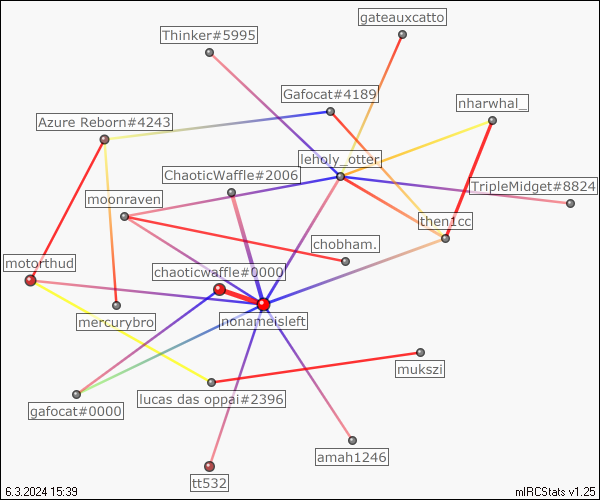 gateauxcatto
Thinker#5995
Gafocat#4189
nharwhal_
Azure Reborn#4243
leholy_otter
ChaoticWaffle#2006
TripleMidget#8824
moonraven
then1cc
chobham.
motorthud
chaoticwaffle#0000
nonameisleft
mercurybro
mukszi
lucas das oppai#2396
gafocat#0000
amah1246
tt532
6.3.2024 15:39
mIRCStats v1.25